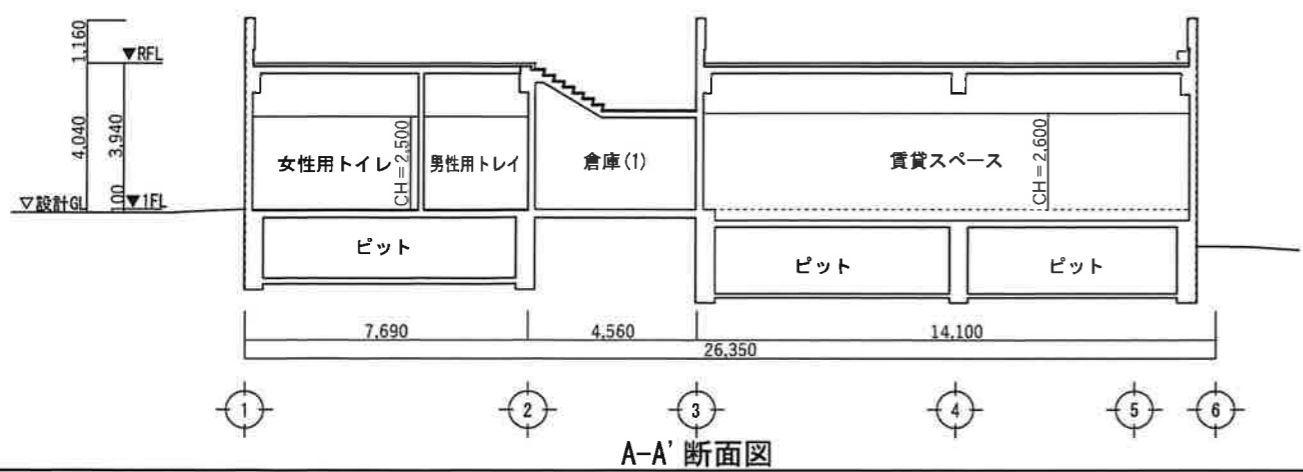 1,160
▼RFL
4,040
3,940
100
▽設計GL
▼1FL
女性用トイレ
CH=2,500
男性用トレイ
倉庫(1)
賃貸スペース
CH=2,600
ピット
ピット
ピット
7,690
4,560
14,100
26,350
1
2
3
4
5
6
A-A' 断面図